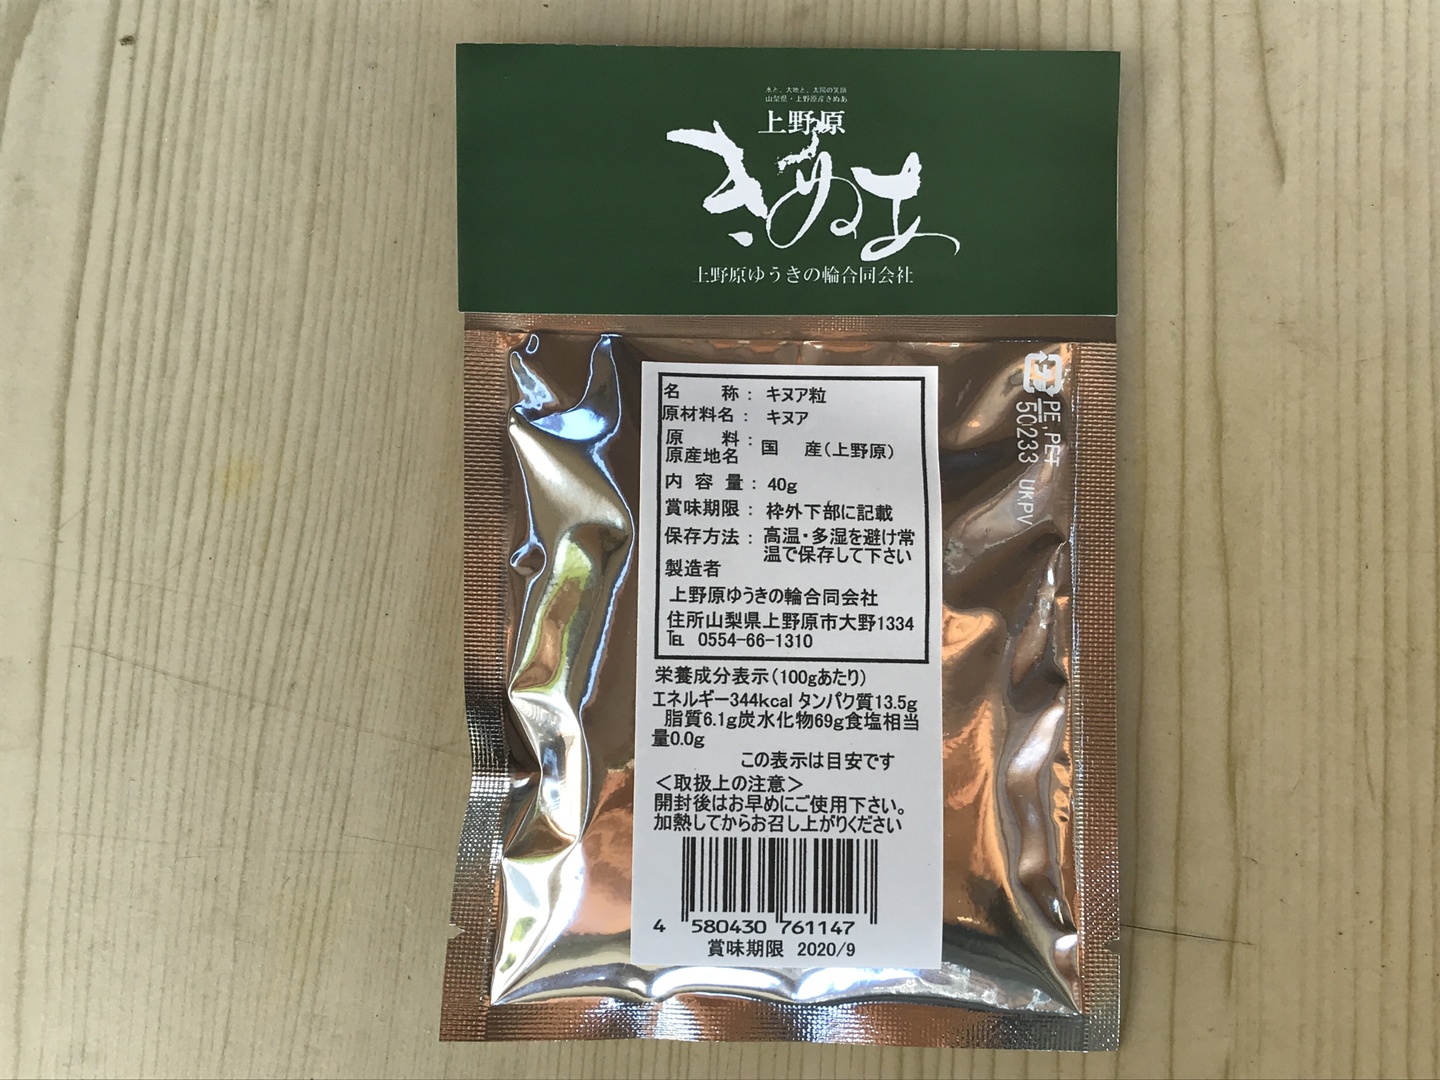 水と、大地と、太陽の笑顔
山梨県・上野原産きぬあ
上野原
きぬあ
上野原ゆうきの輪合同会社
名　　称： キヌア粒
原材料名： キヌア
原　　料
原産地名： 国　産（上野原）
内 容 量： 40g
賞味期限： 枠外下部に記載
保存方法： 高温・多湿を避け常
温で保存して下さい
製造者
上野原ゆうきの輪合同会社
住所山梨県上野原市大野1334
℡ 0554-66-1310
栄養成分表示（100gあたり）
エネルギー344kcal タンパク質13.5g
脂質6.1g炭水化物69g食塩相当
量0.0g
この表示は目安です
＜取扱上の注意＞
開封後はお早めにご使用下さい。
加熱してからお召し上がりください
4 580430 761147
賞味期限 2020/9
プラ
PE,PET
50233 UKPV